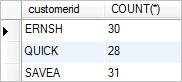 customerid COUNT(*)
ERNSH 30
QUICK 28
SAVEA 31